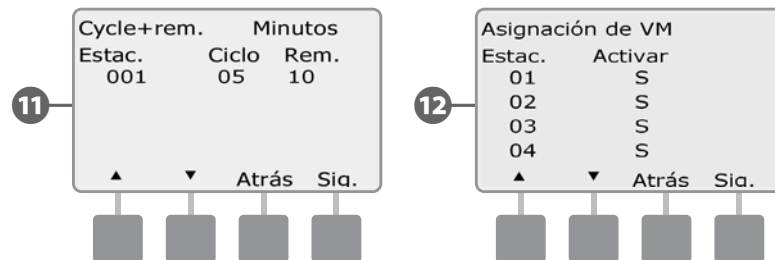 11
Cycle+rem. Minutos
Estac. Ciclo Rem.
001 05 10
▲ ▼ Atrás Sig.
12
Asignación de VM
Estac. Activar
01 S
02 S
03 S
04 S
▲ ▼ Atrás Sig.